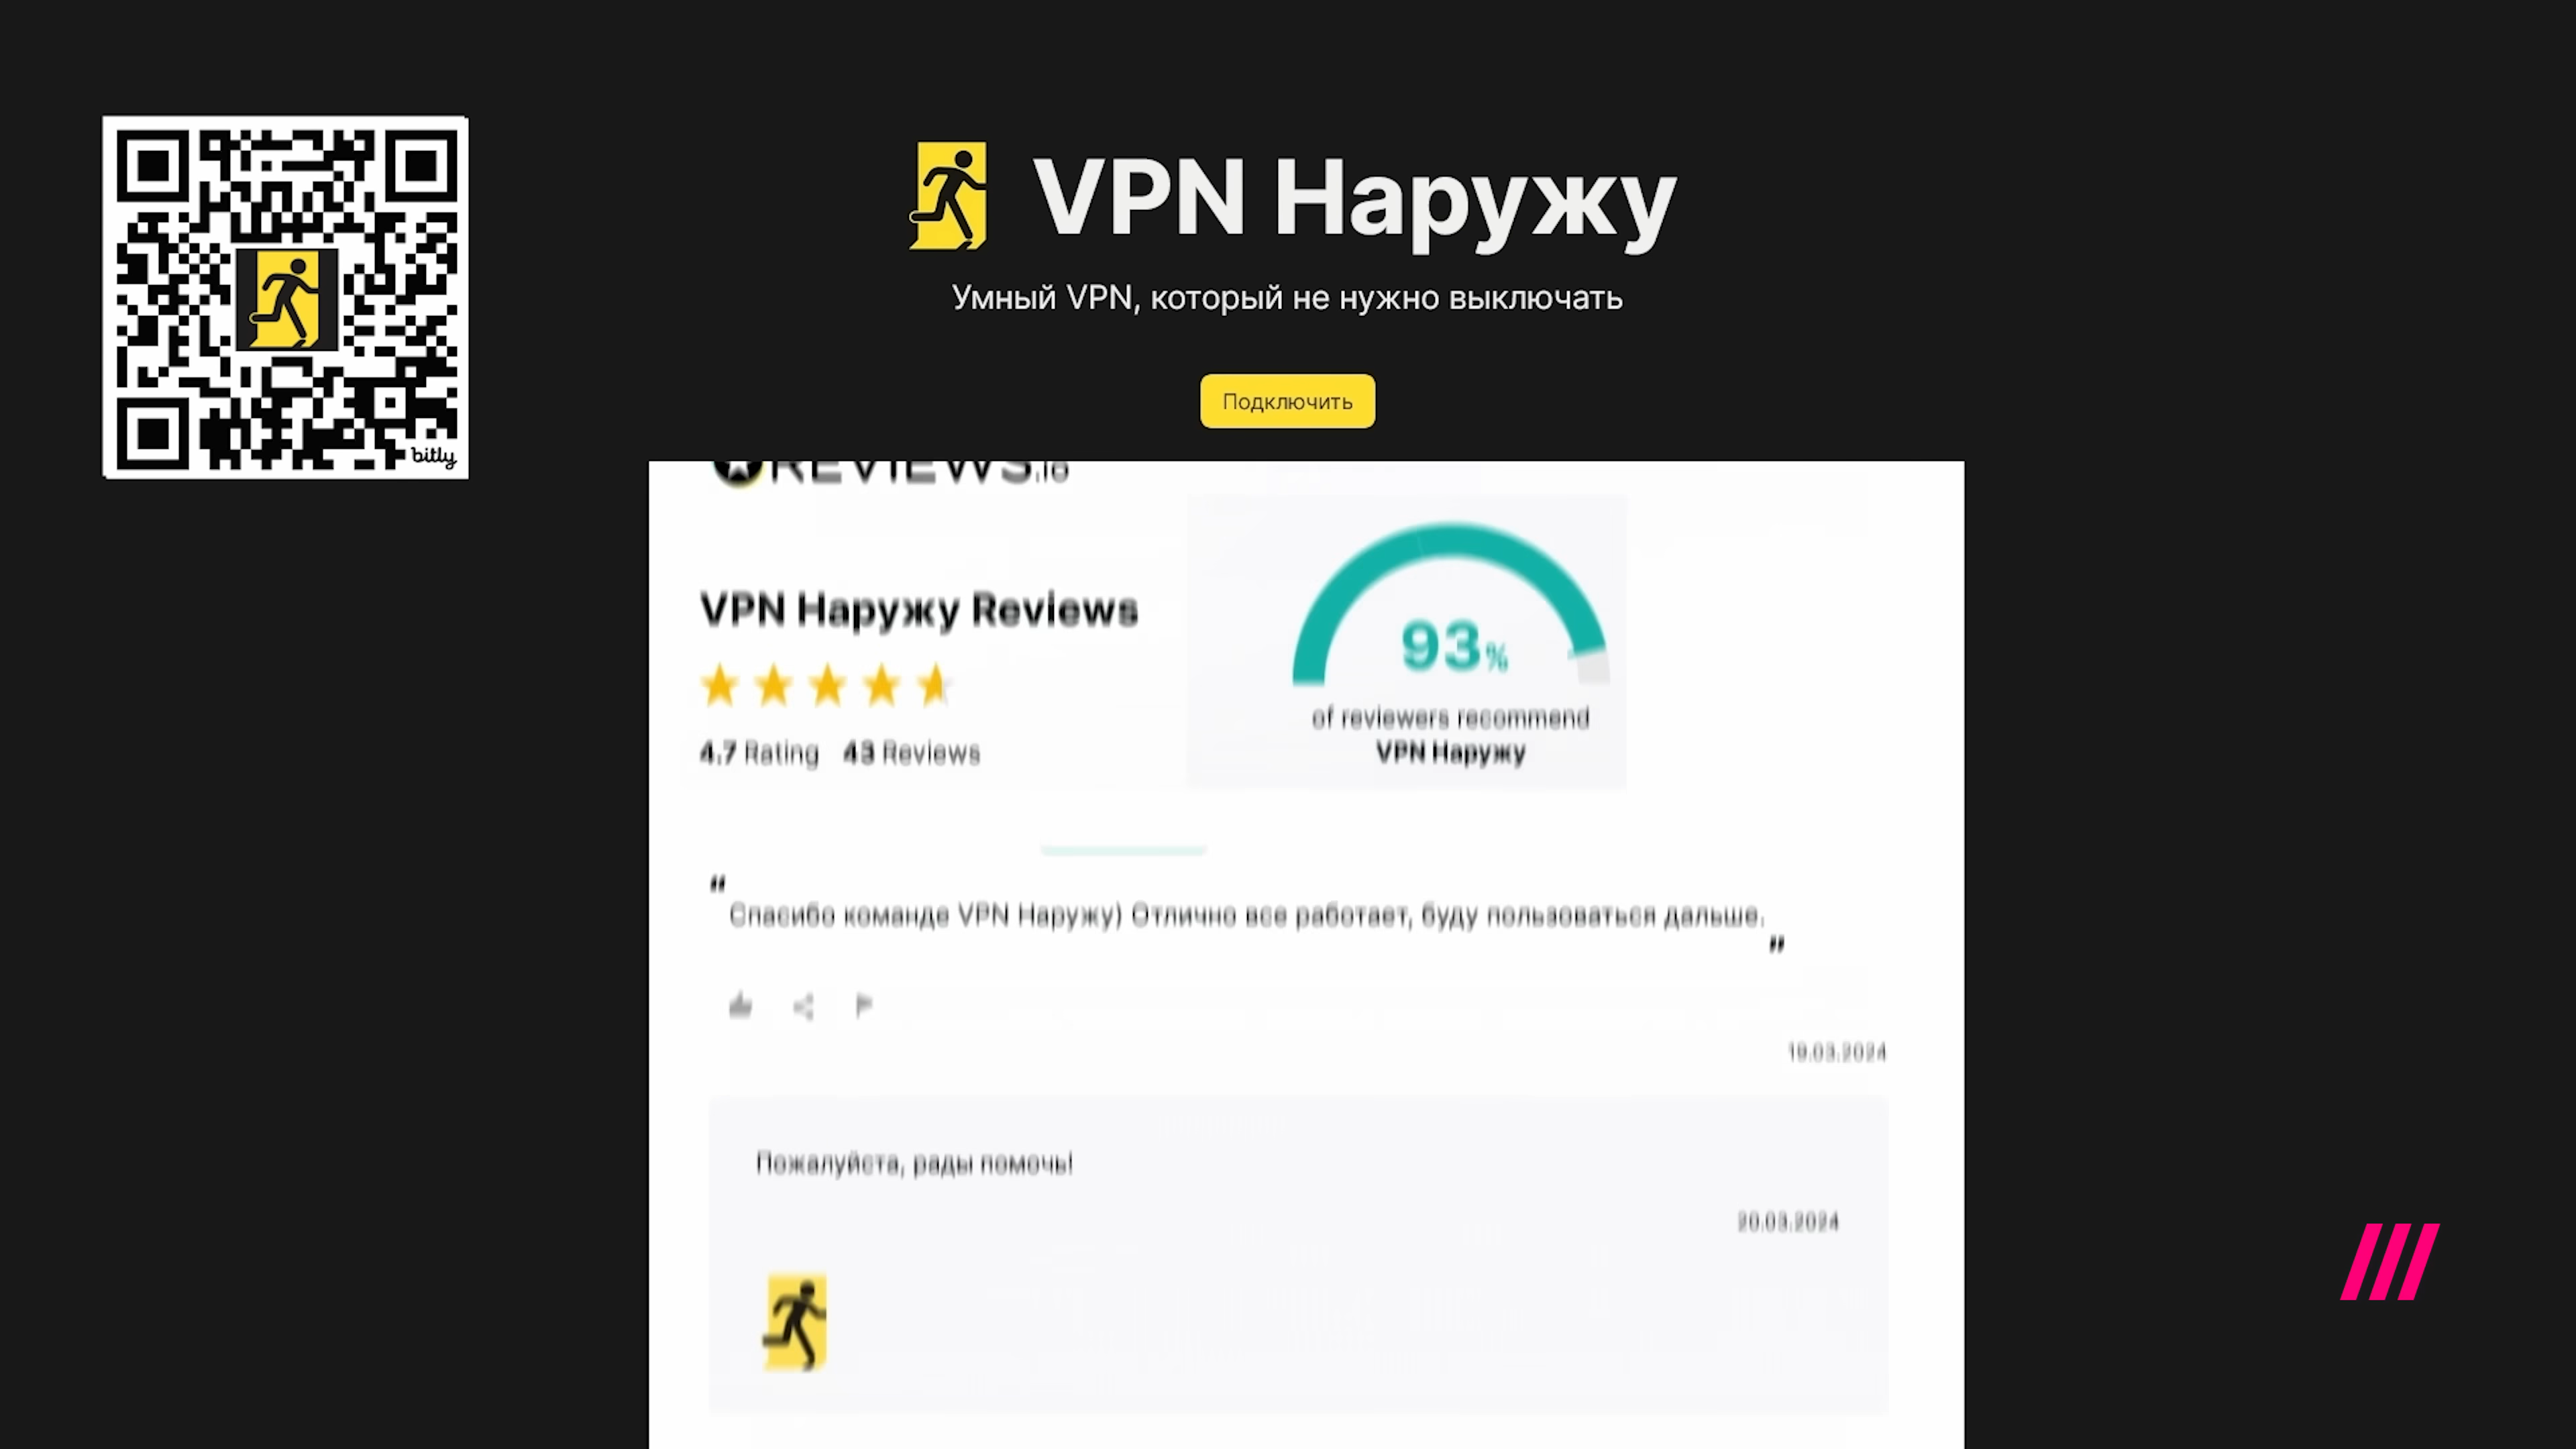 VPN Наружу
Умный VPN, который не нужно выключать
Подключить
bitly
REVIEWS.io
VPN Наружу Reviews
4.7 Rating 43 Reviews
93%
of reviewers recommend
VPN Наружу
" Спасибо команде VPN Наружу) Отлично все работает, буду пользоваться дальше. "
19.03.2024
Пожалуйста, рады помочь!
20.03.2024